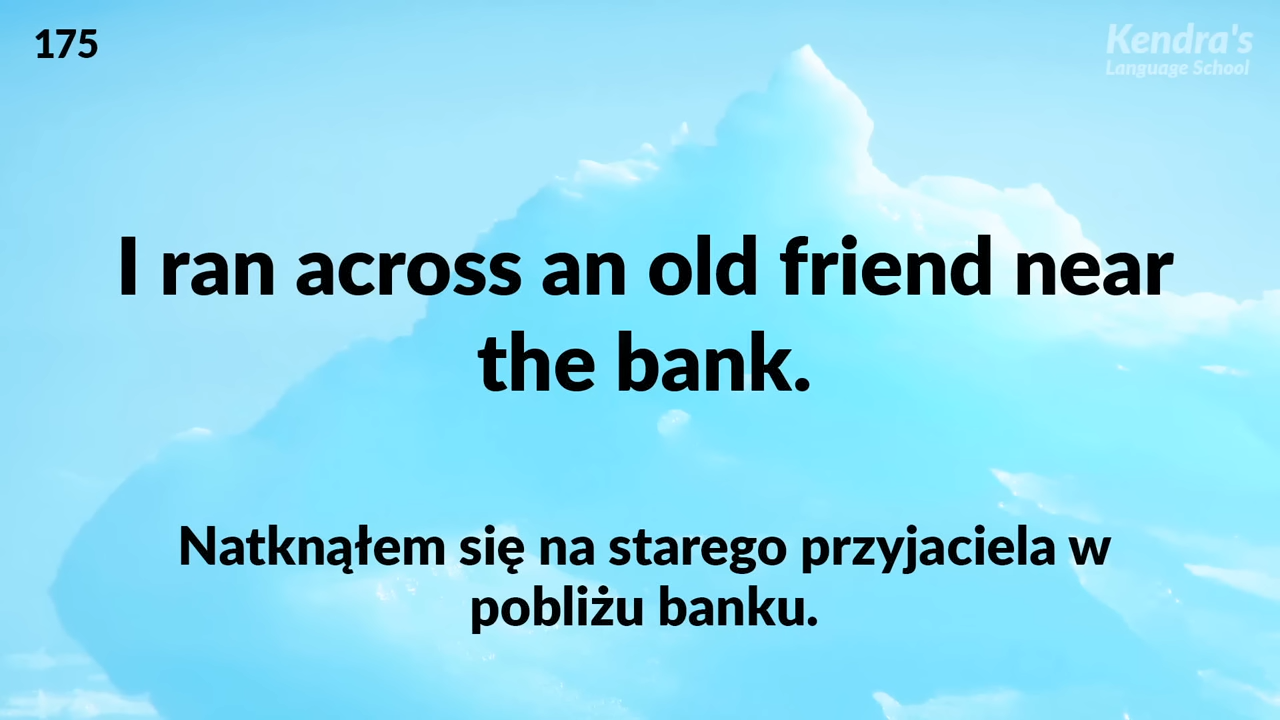 175
Kendra's
Language School
I ran across an old friend near
the bank.
Natknąłem się na starego przyjaciela w
pobliżu banku.